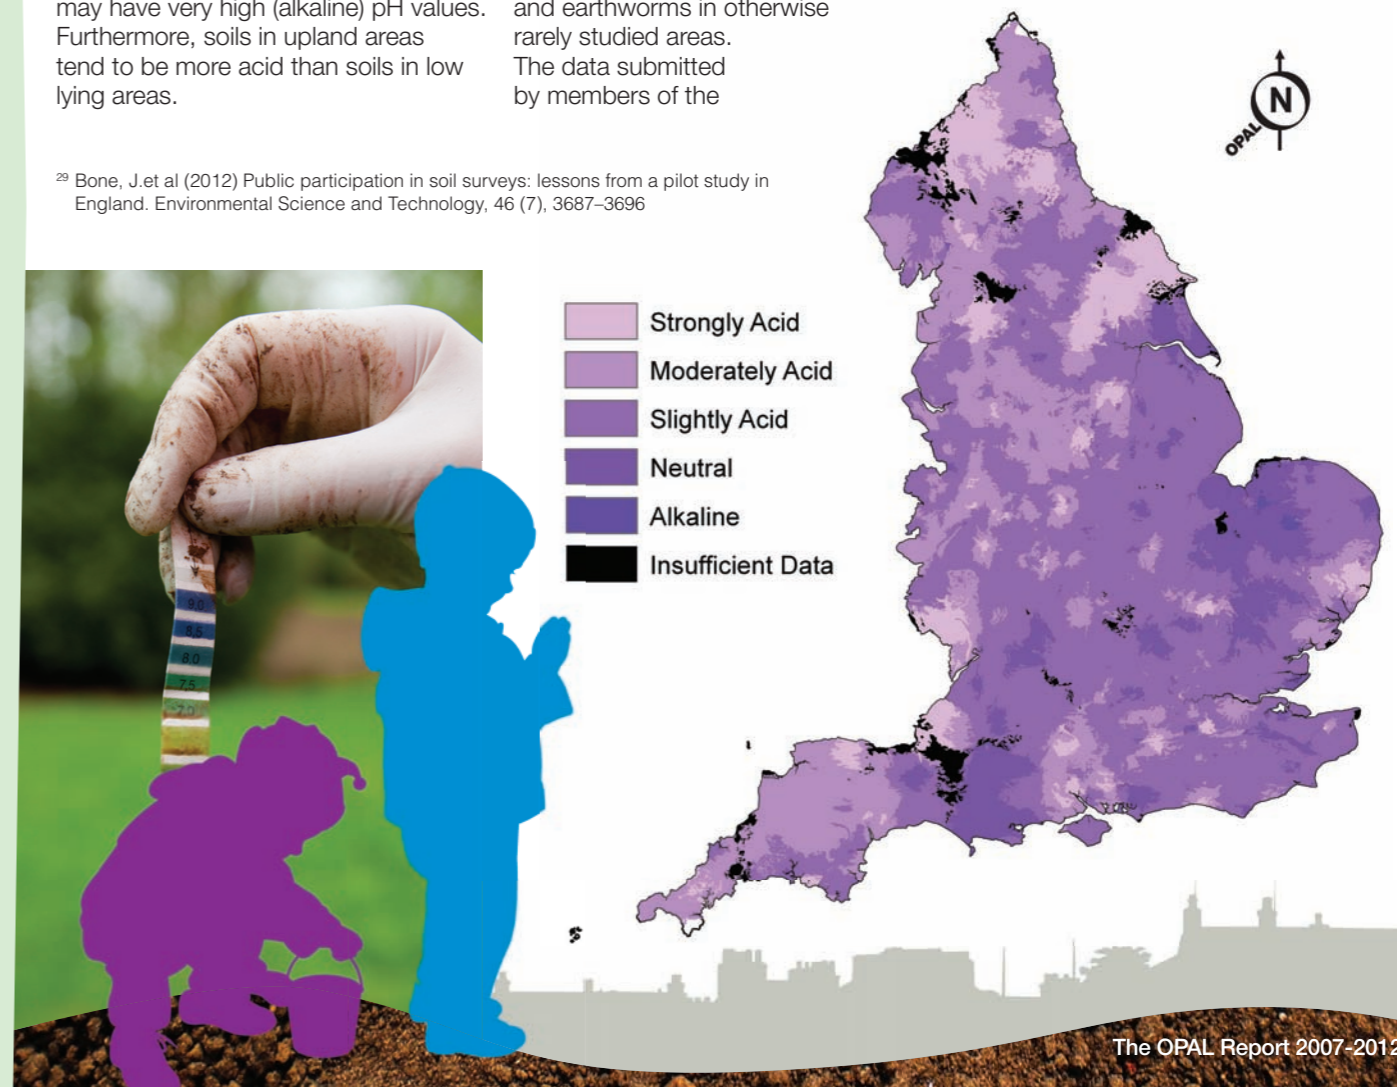 may have very high (alkaline) pH values.
Furthermore, soils in upland areas
tend to be more acid than soils in low
lying areas.
and earthworms in otherwise
rarely studied areas.
The data submitted
by members of the
29 Bone, J.et al (2012) Public participation in soil surveys: lessons from a pilot study in
England. Environmental Science and Technology, 46 (7), 3687–3696
N
OPAL
Strongly Acid
Moderately Acid
Slightly Acid
Neutral
Alkaline
Insufficient Data
9.0
8.5
8.0
7.5
7.0
The OPAL Report 2007-2012